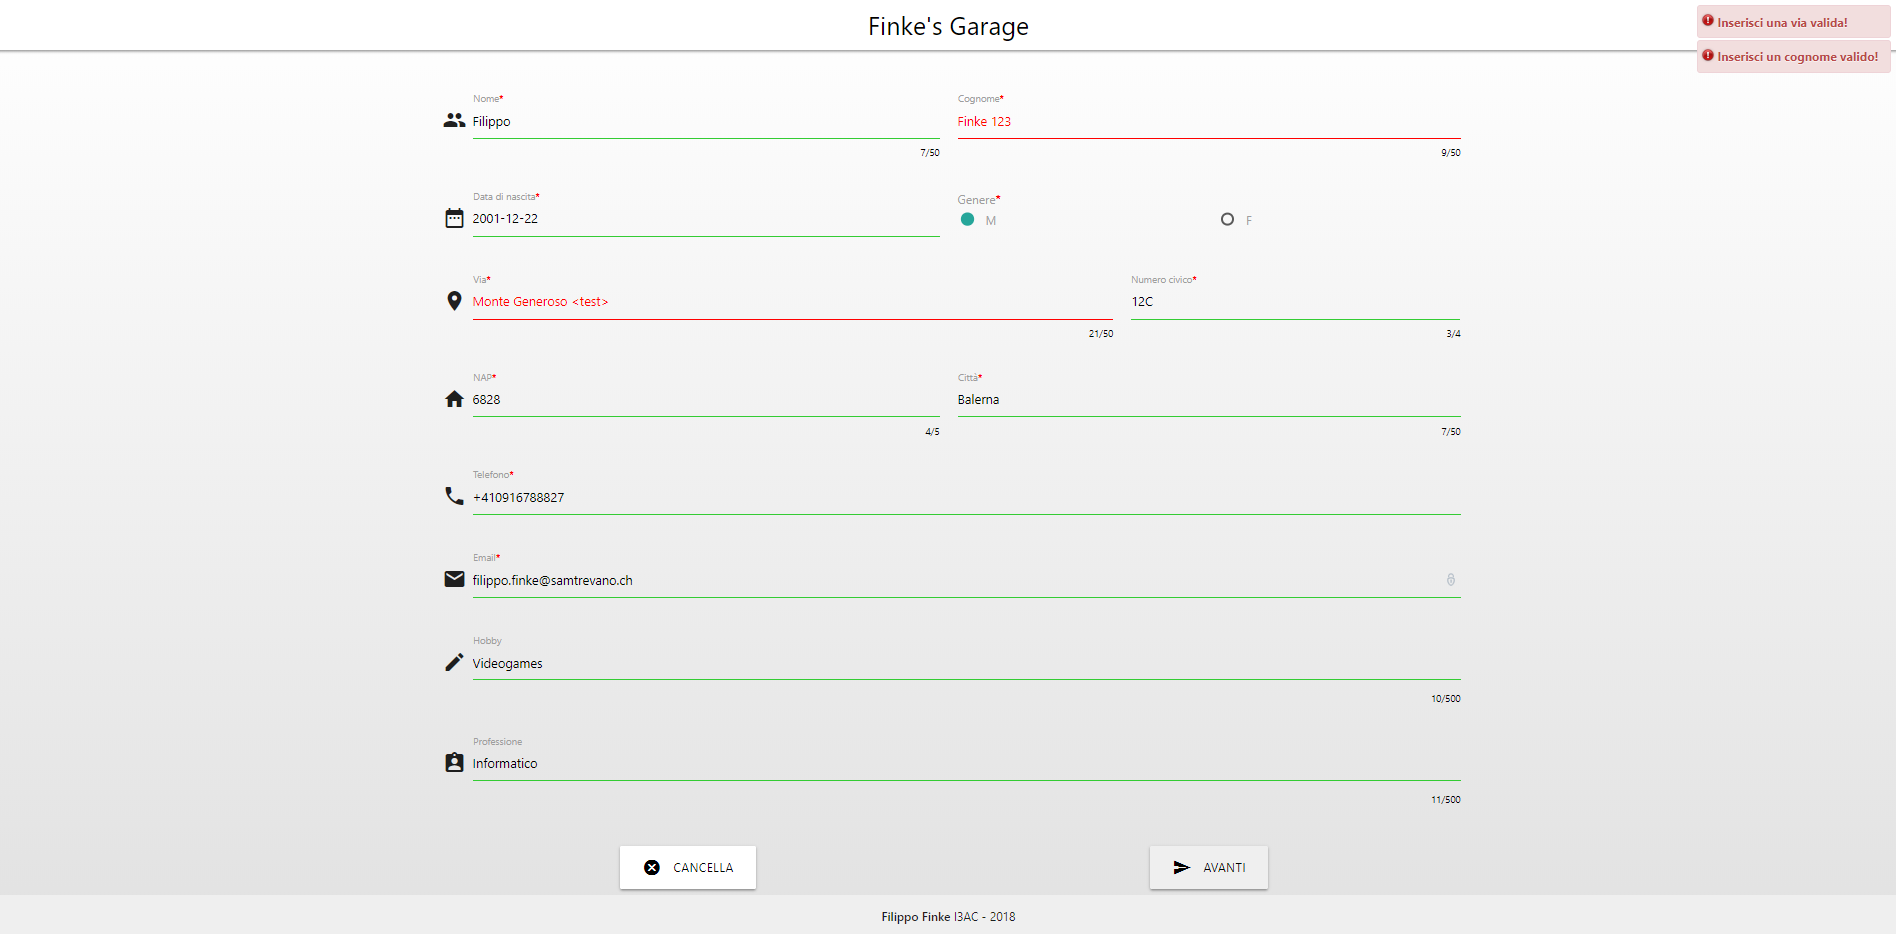 Finke's Garage
Inserisci una via valida!
Inserisci un cognome valido!
Nome*
Cognome*
Filippo
Finke 123
7/50
9/50
Data di nascita*
Genere*
2001-12-22
M
F
Via*
Numero civico*
Monte Generoso <test>
12C
21/50
3/4
NAP*
Città*
6828
Balerna
4/5
7/50
Telefono*
+410916788827
Email*
filippo.finke@samtrevano.ch
Hobby
Videogames
10/500
Professione
Informatico
11/500
CANCELLA
AVANTI
Filippo Finke I3AC - 2018